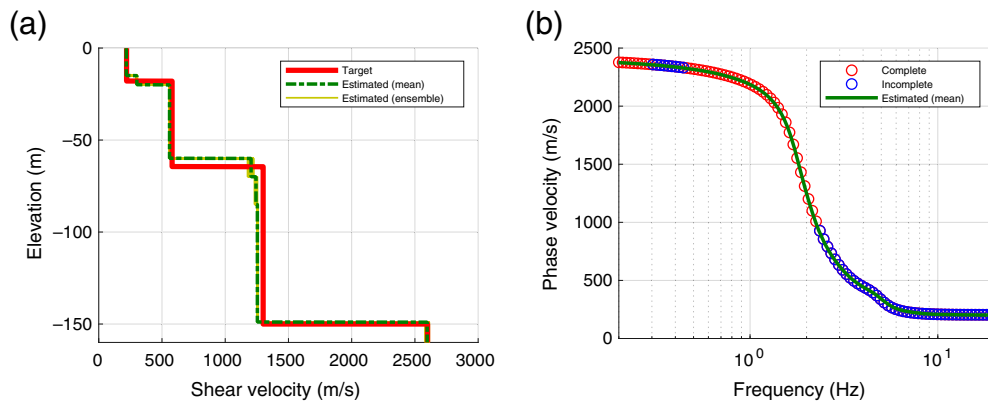 (a)
0
−50
−100
−150
0 500 1000 1500 2000 2500 3000
Elevation (m)
Shear velocity (m/s)
Target
Estimated (mean)
Estimated (ensemble)
(b)
2500
2000
1500
1000
500
0
10^0 10^1
Phase velocity (m/s)
Frequency (Hz)
Complete
Incomplete
Estimated (mean)